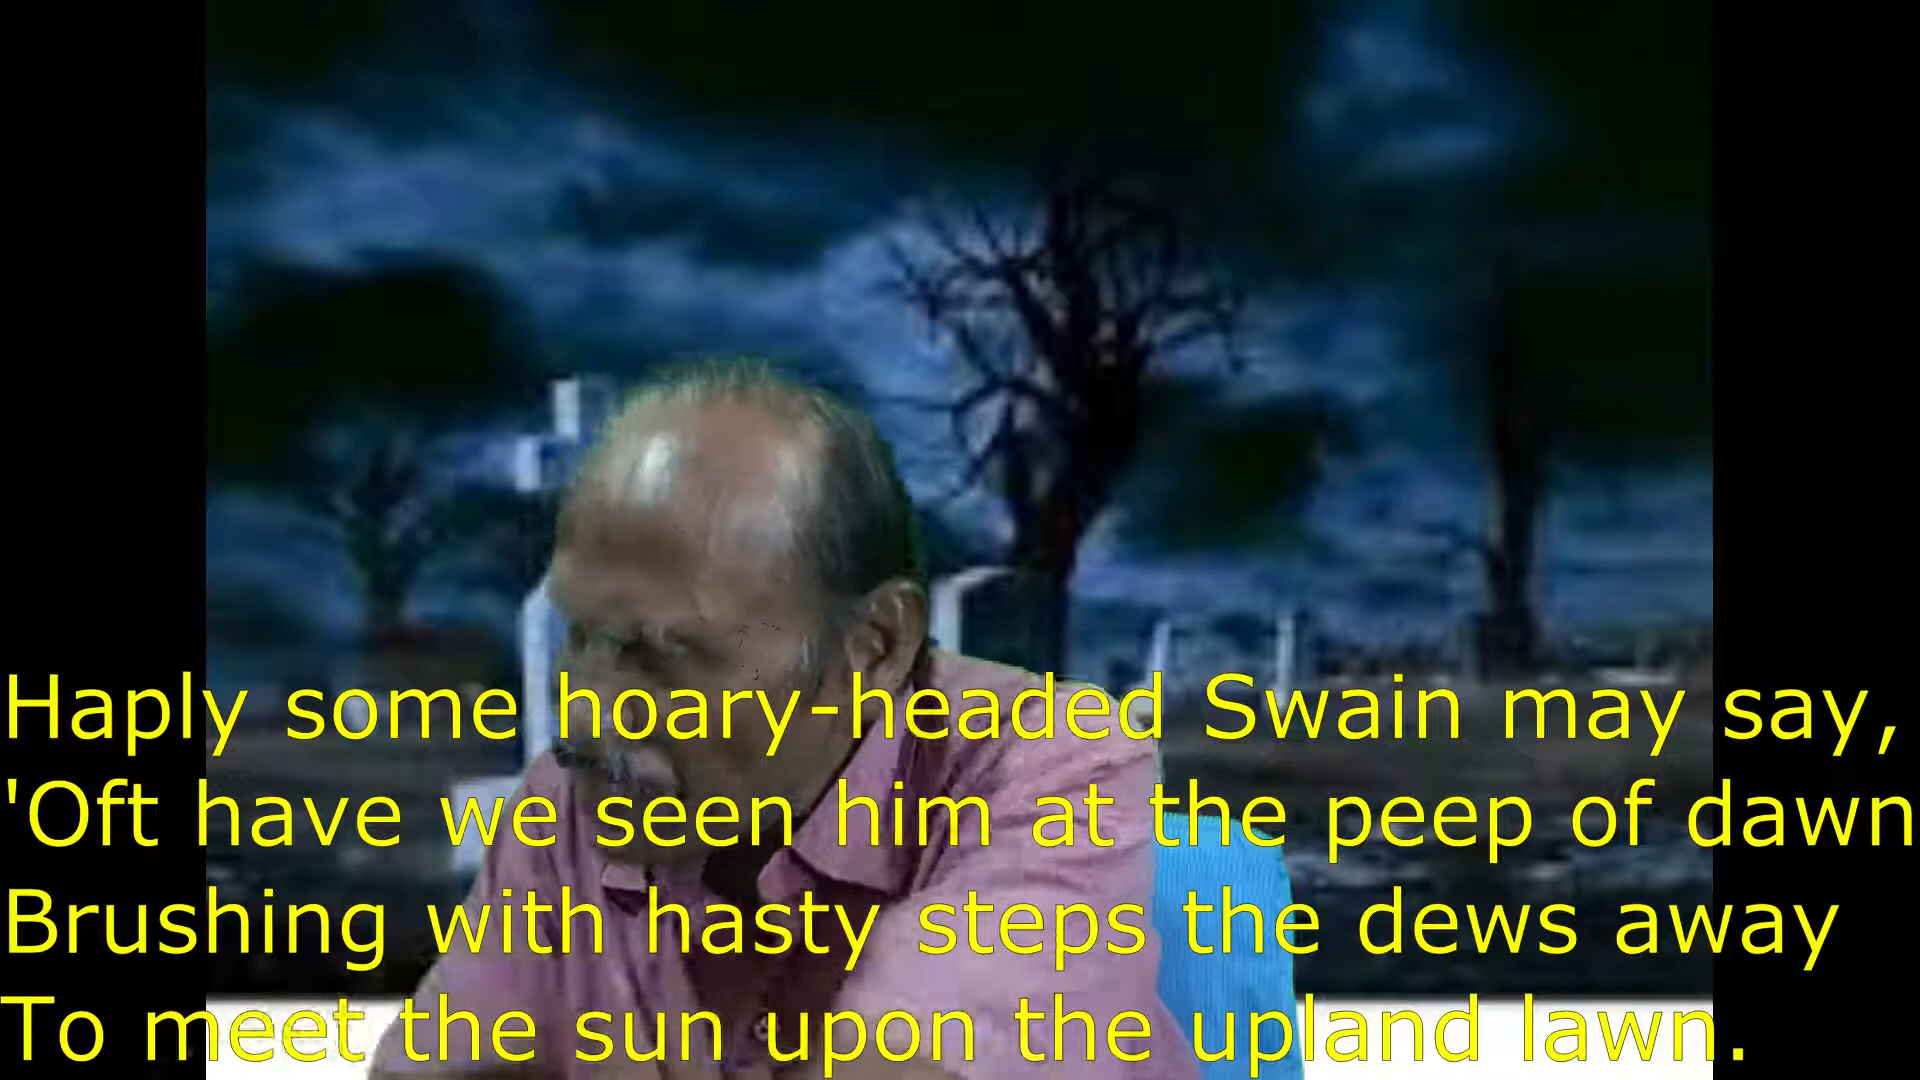 Haply some hoary-headed Swain may say,
'Oft have we seen him at the peep of dawn
Brushing with hasty steps the dews away
To meet the sun upon the upland lawn.